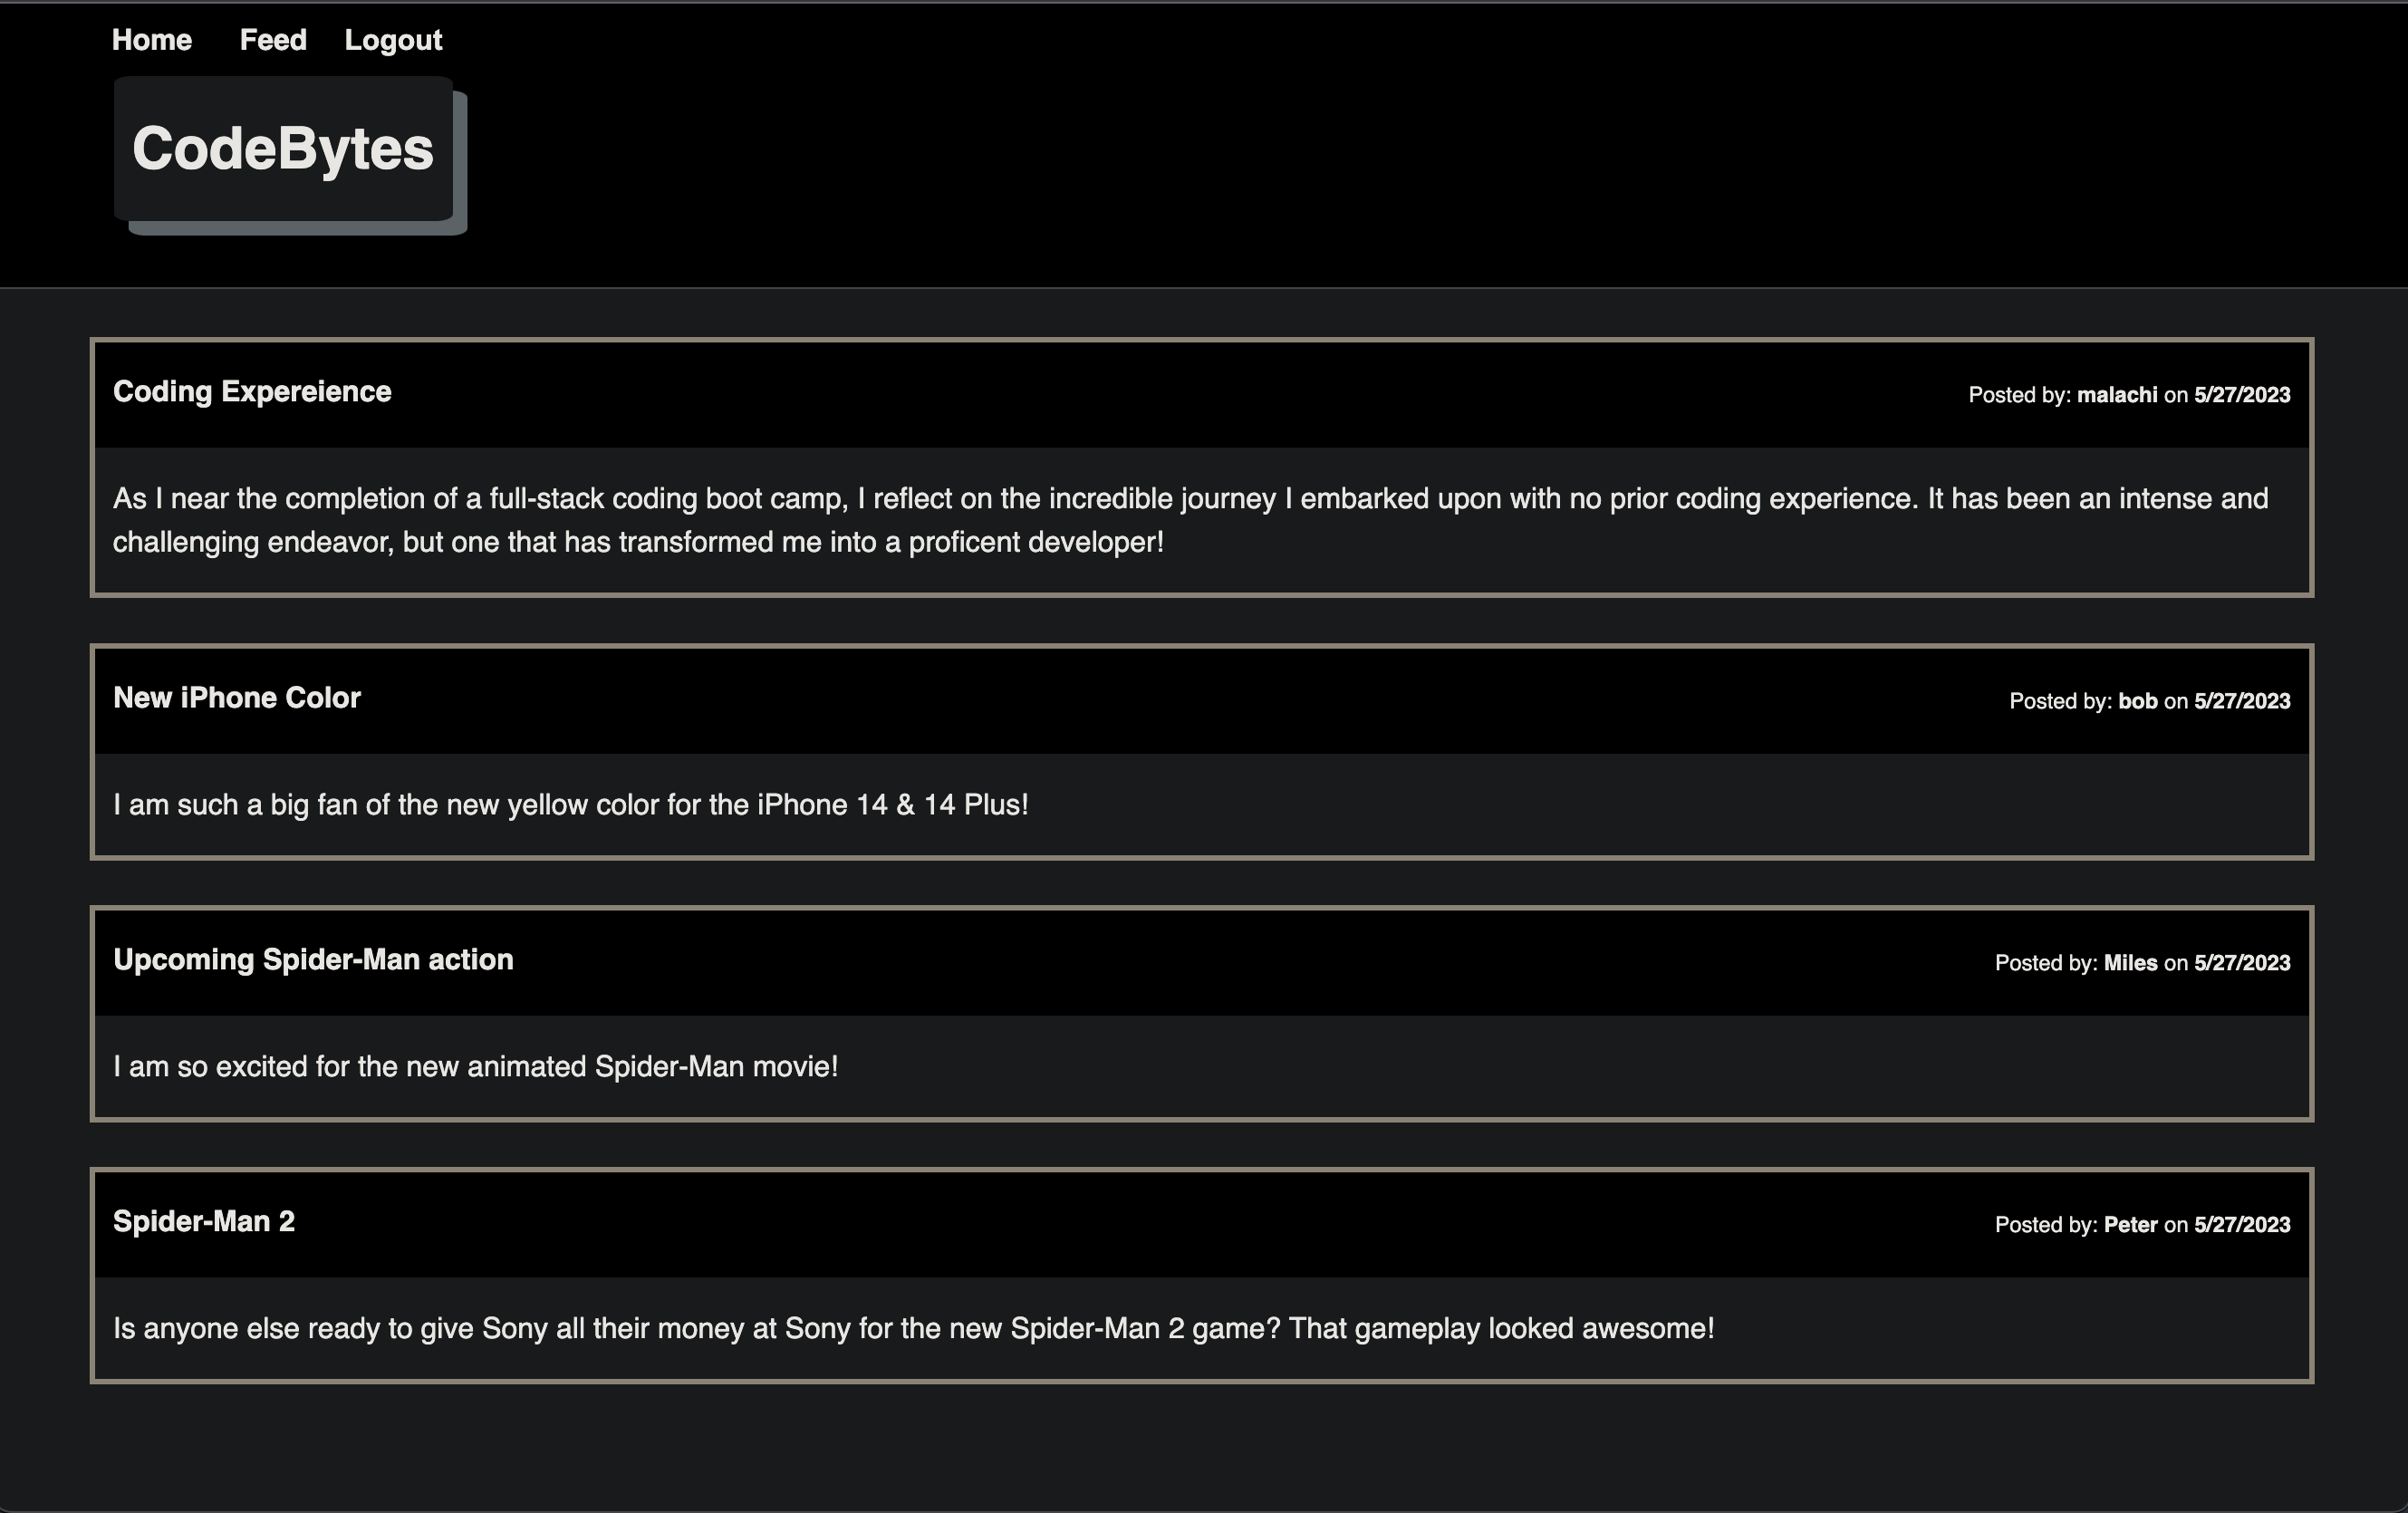 Home Feed Logout
CodeBytes
Coding Expereience
Posted by: malachi on 5/27/2023
As I near the completion of a full-stack coding boot camp, I reflect on the incredible journey I embarked upon with no prior coding experience. It has been an intense and
challenging endeavor, but one that has transformed me into a proficent developer!
New iPhone Color
Posted by: bob on 5/27/2023
I am such a big fan of the new yellow color for the iPhone 14 & 14 Plus!
Upcoming Spider-Man action
Posted by: Miles on 5/27/2023
I am so excited for the new animated Spider-Man movie!
Spider-Man 2
Posted by: Peter on 5/27/2023
Is anyone else ready to give Sony all their money at Sony for the new Spider-Man 2 game? That gameplay looked awesome!